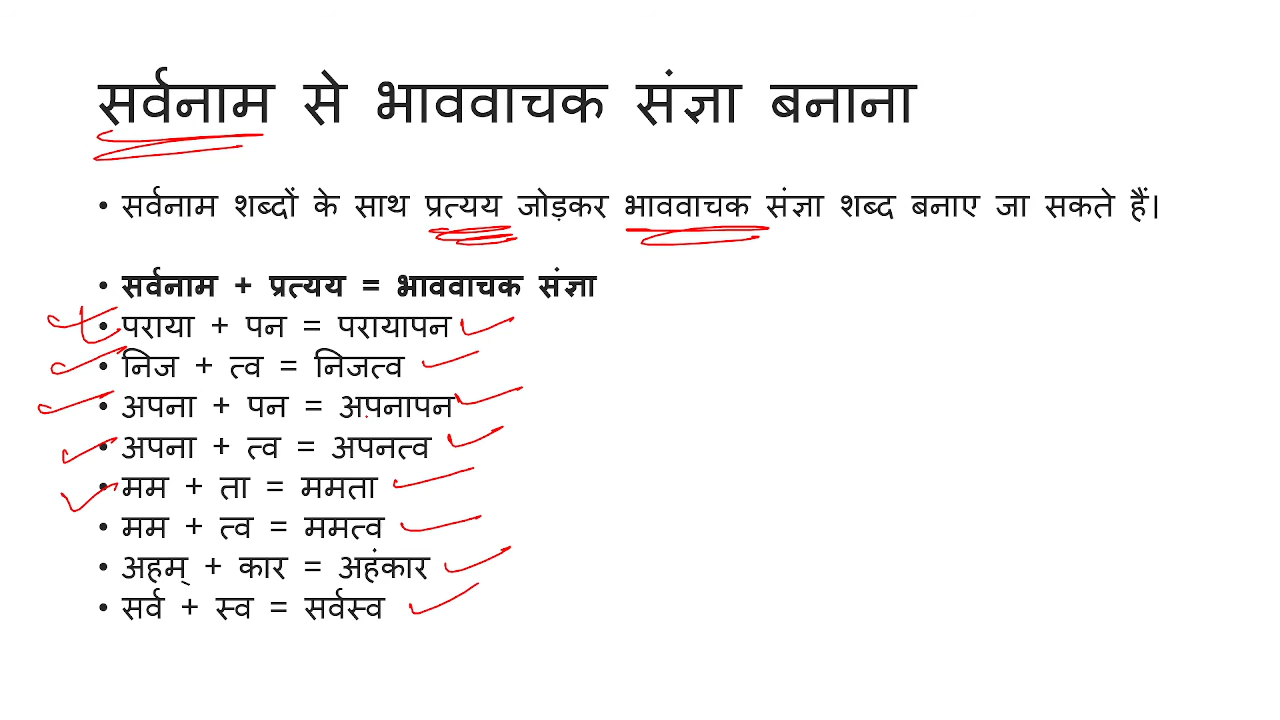 सर्वनाम से भाववाचक संज्ञा बनाना
• सर्वनाम शब्दों के साथ प्रत्यय जोड़कर भाववाचक संज्ञा शब्द बनाए जा सकते हैं।
• सर्वनाम + प्रत्यय = भाववाचक संज्ञा
• पराया + पन = परायापन
• निज + त्व = निजत्व
• अपना + पन = अपनापन
• अपना + त्व = अपनत्व
• मम + ता = ममता
• मम + त्व = ममत्व
• अहम् + कार = अहंकार
• सर्व + स्व = सर्वस्व